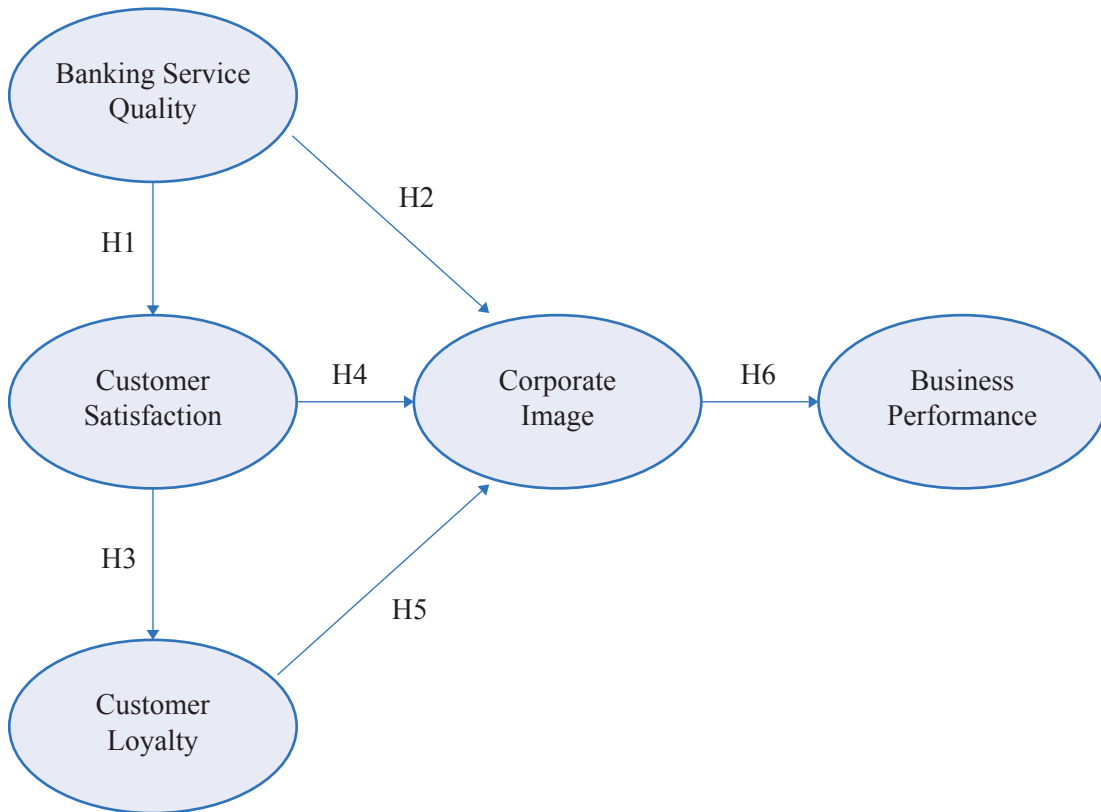 Banking Service
Quality
H2
H1
Customer
Satisfaction
H4
Corporate
Image
H6
Business
Performance
H3
H5
Customer
Loyalty